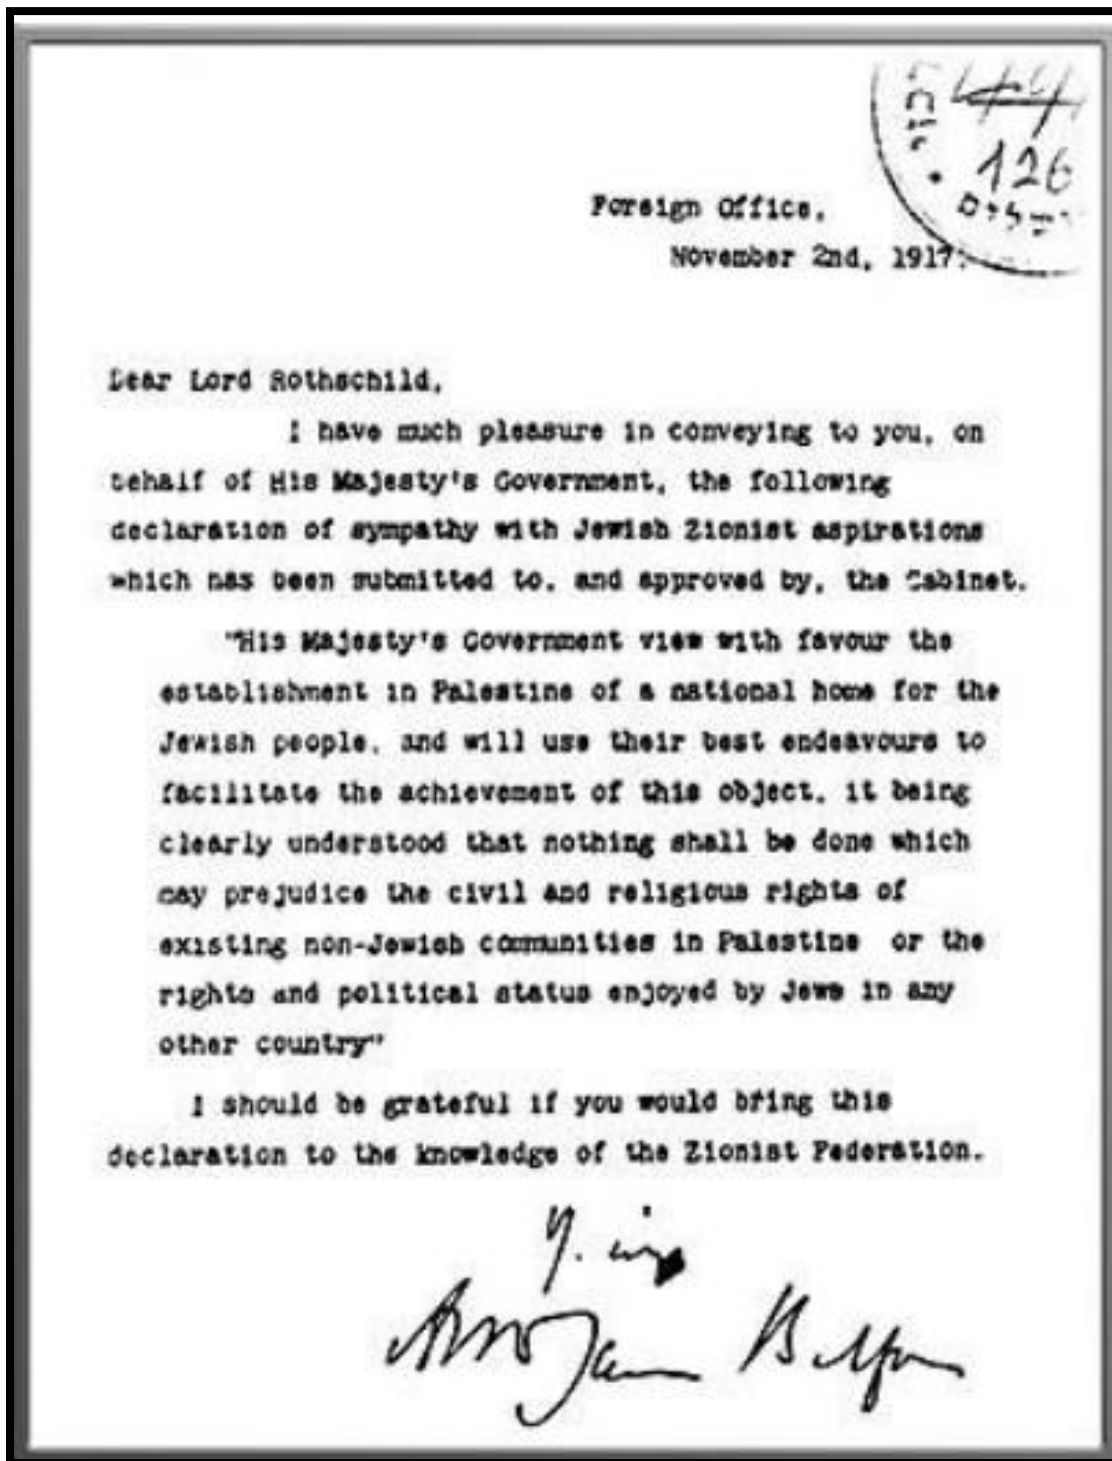 126
Foreign Office,
November 2nd, 1917.
Dear Lord Rothschild,
I have much pleasure in conveying to you, on
behalf of His Majesty's Government, the following
declaration of sympathy with Jewish Zionist aspirations
which has been submitted to, and approved by, the Cabinet.
"His Majesty's Government view with favour the
establishment in Palestine of a national home for the
Jewish people, and will use their best endeavours to
facilitate the achievement of this object, it being
clearly understood that nothing shall be done which
may prejudice the civil and religious rights of
existing non-Jewish communities in Palestine or the
rights and political status enjoyed by Jews in any
other country"
I should be grateful if you would bring this
declaration to the knowledge of the Zionist Federation.
Arthur James Balfour